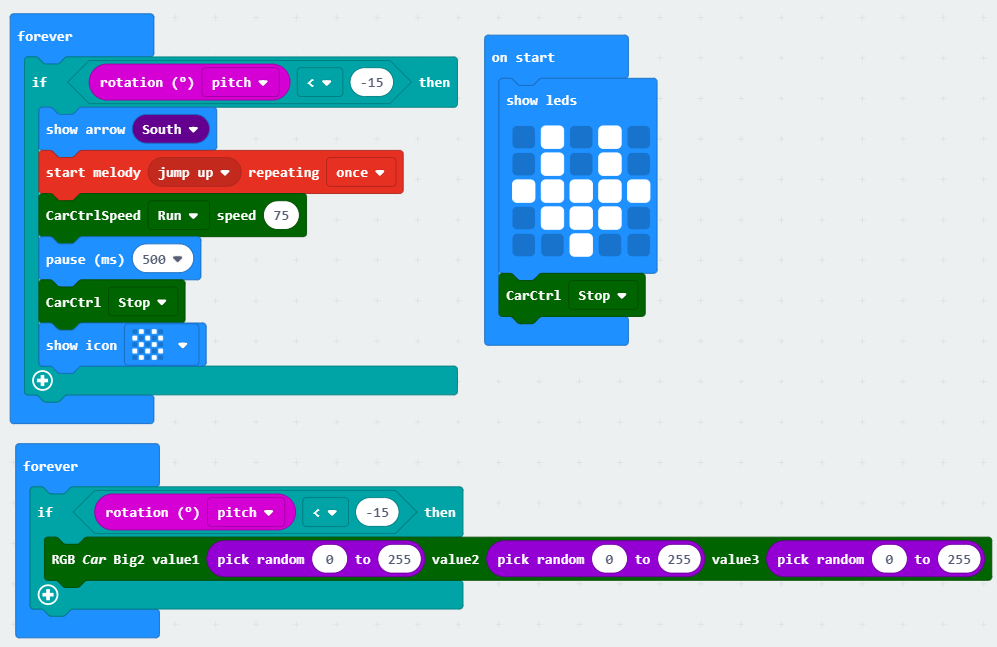 forever
if rotation (º) pitch < -15 then
show arrow South
start melody jump up repeating once
CarCtrlSpeed Run speed 75
pause (ms) 500
CarCtrl Stop
show icon
on start
show leds
CarCtrl Stop
forever
if rotation (º) pitch < -15 then
RGB Car Big2 value1 pick random 0 to 255 value2 pick random 0 to 255 value3 pick random 0 to 255